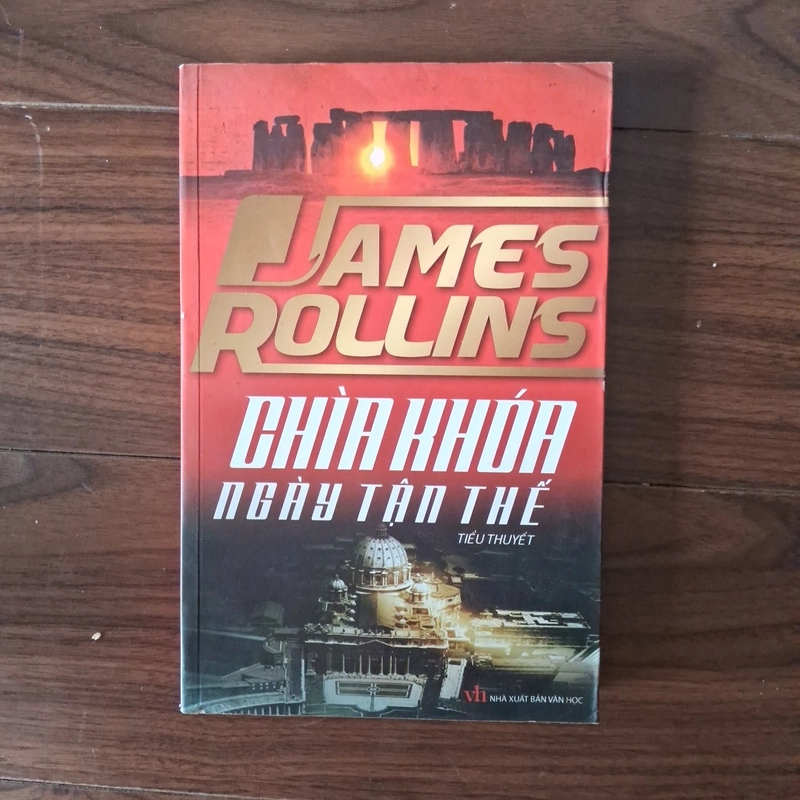 JAMES
ROLLINS
CHÌA KHÓA
NGÀY TẬN THẾ
TIỂU THUYẾT
vh NHÀ XUẤT BẢN VĂN HỌC